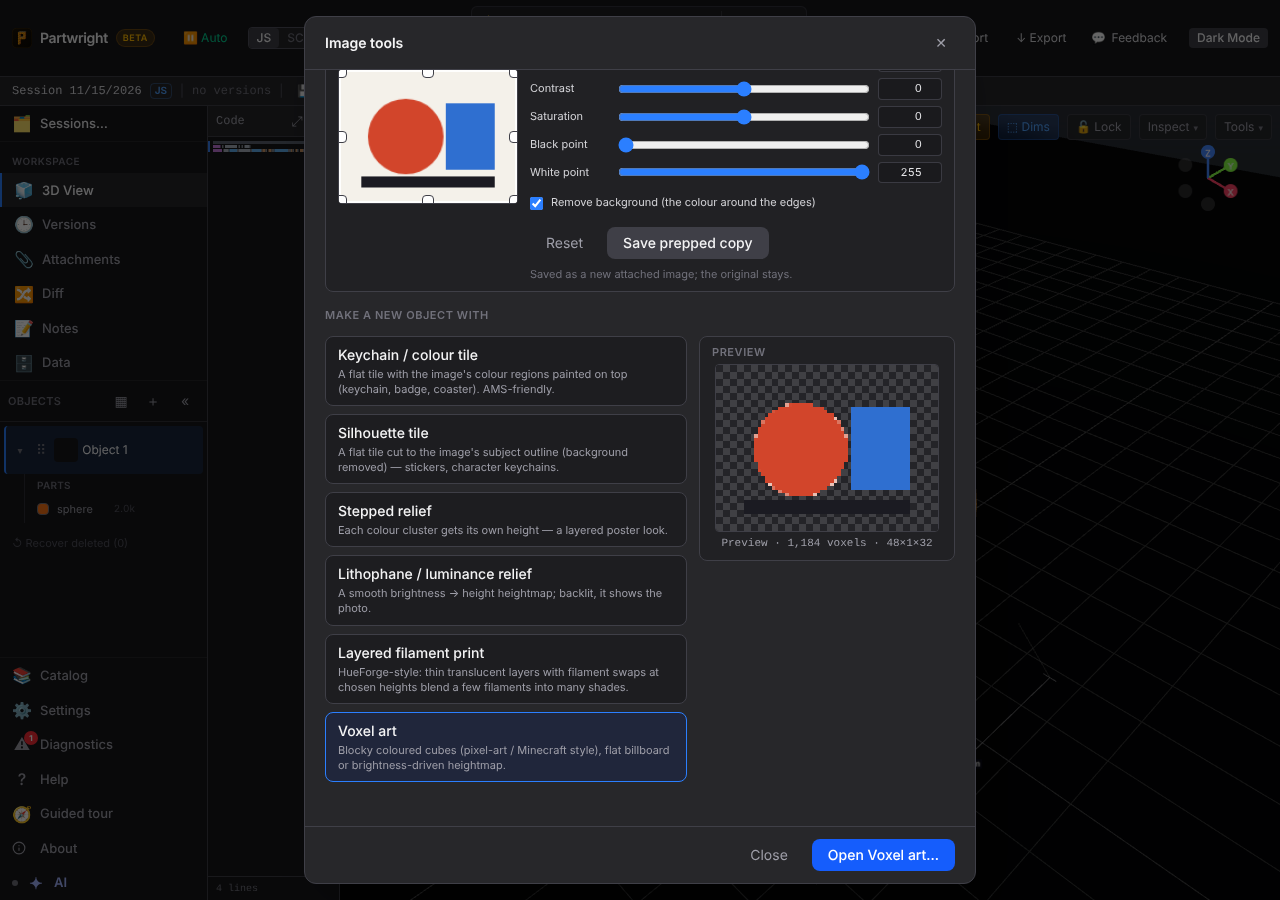 Image tools
✕
Partwright BETA
Auto
JS SC
ort
Export
Feedback
Dark Mode
Session 11/15/2026 JS | no versions |
Sessions...
WORKSPACE
3D View
Versions
Attachments
Diff
Notes
Data
OBJECTS
Object 1
PARTS
sphere 2.0k
Recover deleted (0)
Catalog
Settings
1
Diagnostics
? Help
Guided tour
About
AI
Code
4 lines
t
Dims
Lock
Inspect
Tools
Z
Y
X
Contrast 0
Saturation 0
Black point 0
White point 255
Remove background (the colour around the edges)
Reset
Save prepped copy
Saved as a new attached image; the original stays.
MAKE A NEW OBJECT WITH
Keychain / colour tile
A flat tile with the image's colour regions painted on top
(keychain, badge, coaster). AMS-friendly.
Silhouette tile
A flat tile cut to the image's subject outline (background
removed) — stickers, character keychains.
Stepped relief
Each colour cluster gets its own height — a layered poster look.
Lithophane / luminance relief
A smooth brightness → height heightmap; backlit, it shows the
photo.
Layered filament print
HueForge-style: thin translucent layers with filament swaps at
chosen heights blend a few filaments into many shades.
Voxel art
Blocky coloured cubes (pixel-art / Minecraft style), flat billboard
or brightness-driven heightmap.
PREVIEW
Preview · 1,184 voxels · 48×1×32
Close
Open Voxel art...